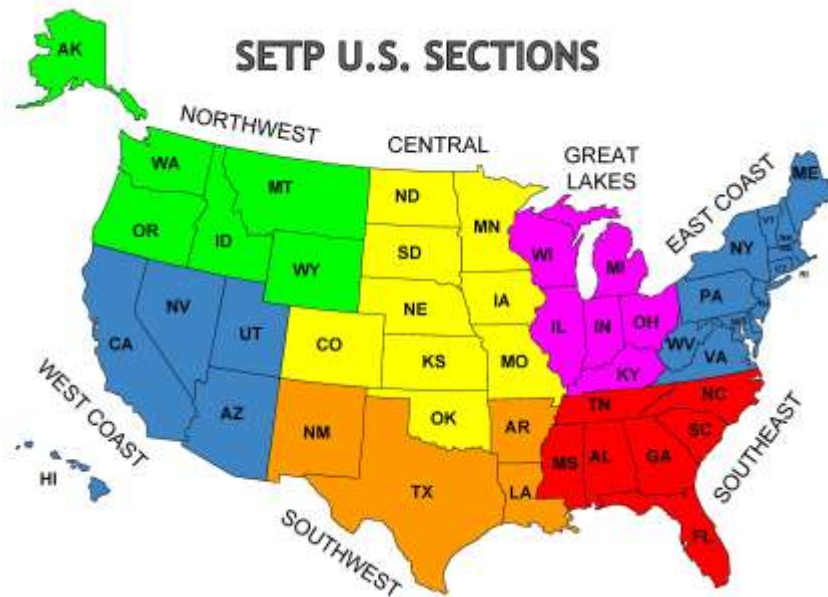 SETP U.S. SECTIONS
AK
NORTHWEST
CENTRAL
GREAT
LAKES
EAST COAST
WA
MT
ND
MN
ME
OR
ID
SD
WI
MI
VT
NY
WY
NE
IA
PA
RI
NV
UT
CO
IL
IN
OH
CA
KS
MO
WV
VA
KY
WEST COAST
AZ
NM
OK
AR
TN
NC
SC
HI
TX
MS
AL
GA
SOUTHEAST
LA
SOUTHWEST
FL